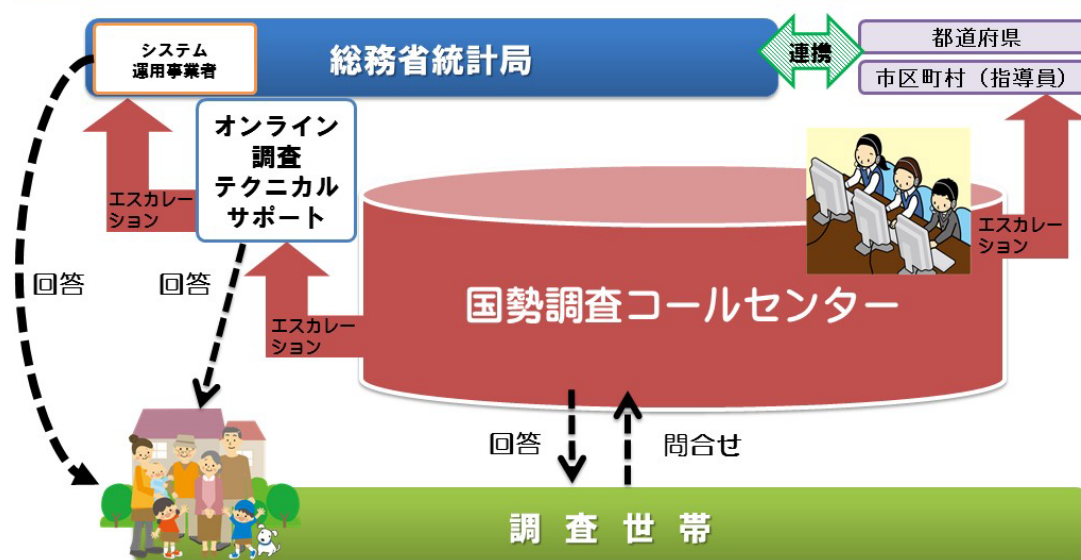 システム
運用事業者
総務省統計局
連携
都道府県
市区町村（指導員）
オンライン
調査
テクニカル
サポート
エスカレー
ション
エスカレー
ション
回答
回答
国勢調査コールセンター
エスカレー
ション
回答
問合せ
調査世帯